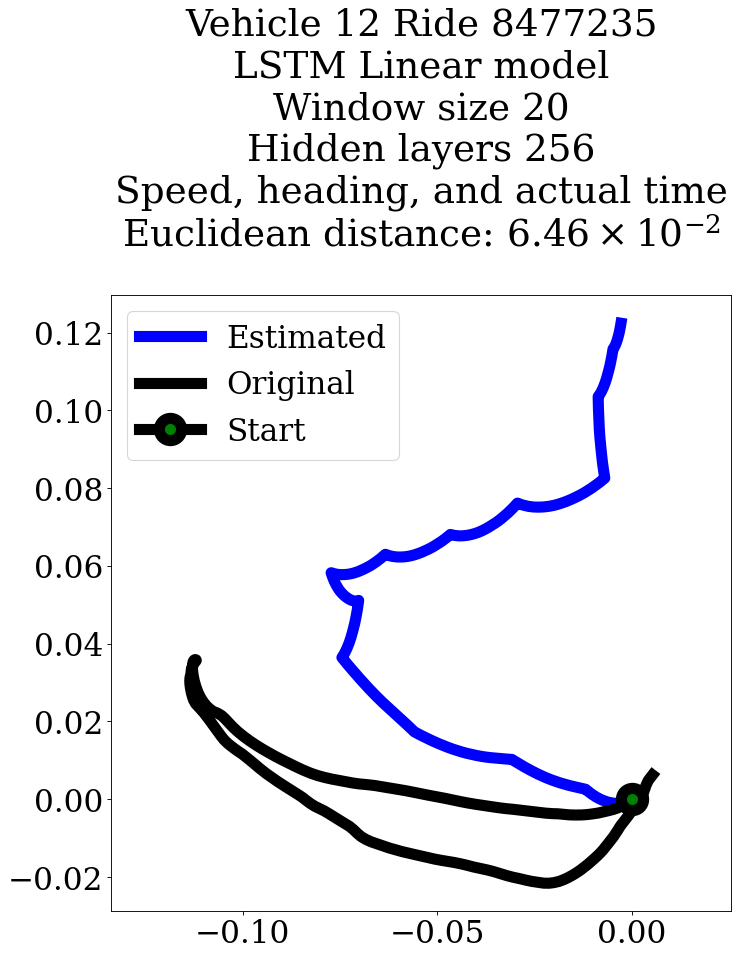 Vehicle 12 Ride 8477235
LSTM Linear model
Window size 20
Hidden layers 256
Speed, heading, and actual time
Euclidean distance: 6.46 × 10⁻²
Estimated
Original
Start
0.12
0.10
0.08
0.06
0.04
0.02
0.00
−0.02
−0.10 −0.05 0.00